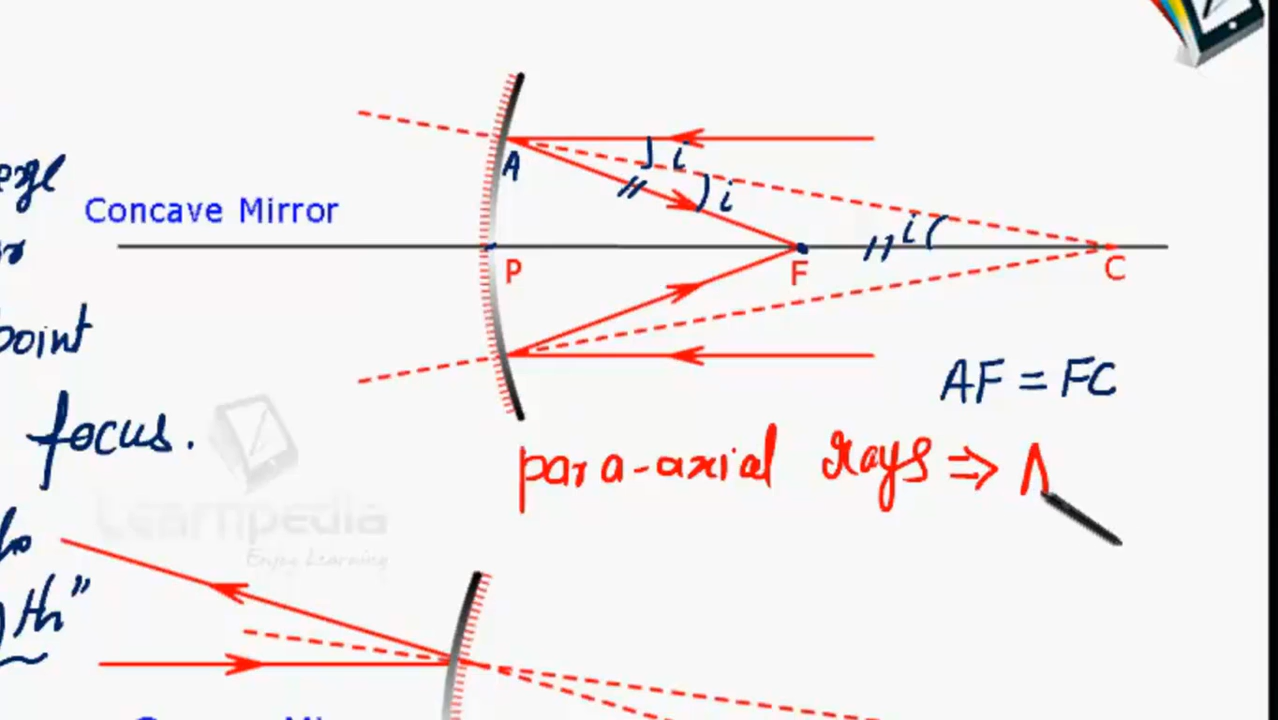 A
i
i
i
Concave Mirror
P
F
C
point
AF = FC
focus.
para-axial rays ⇒
Learnpedia
Enjoy Learning